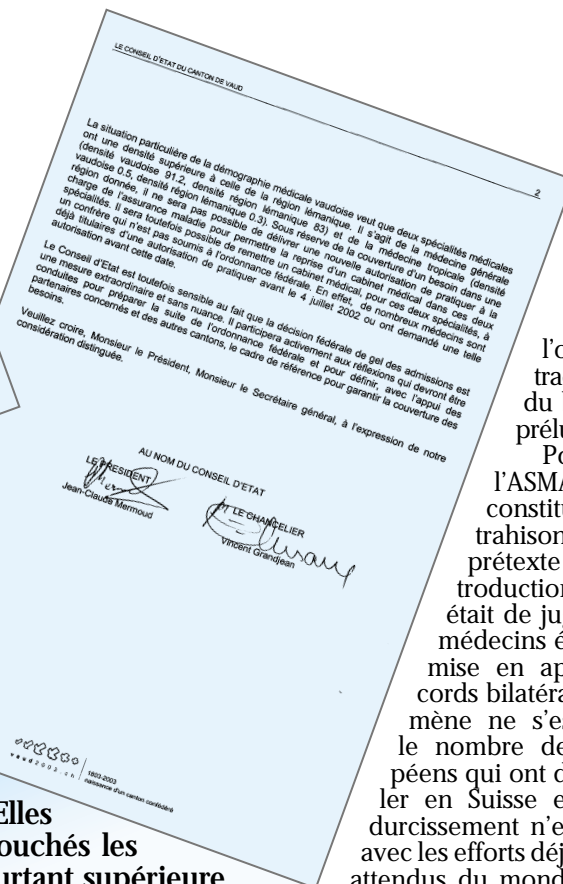 LE CONSEIL D'ETAT DU CANTON DE VAUD
2
La situation particulière de la démographie médicale vaudoise veut que deux spécialités médicales
ont une densité supérieure à celle de la région lémanique. Il s'agit de la médecine générale
(densité vaudoise 91.2, densité région lémanique 83) et de la médecine tropicale (densité
vaudoise 0.5, densité région lémanique 0.3). Sous réserve de la couverture d'un besoin dans une
région donnée, il ne sera pas possible de délivrer une nouvelle autorisation de pratiquer à la
charge de l'assurance maladie pour permettre la reprise d'un cabinet médical dans ces deux
spécialités. Il sera toutefois possible de remettre un cabinet médical, pour ces deux spécialités, à
un confrère qui n'est pas soumis à l'ordonnance fédérale. En effet, de nombreux médecins sont
déjà titulaires d'une autorisation de pratiquer avant le 4 juillet 2002 ou ont demandé une telle
autorisation avant cette date.
Le Conseil d'Etat est toutefois sensible au fait que la décision fédérale de gel des admissions est
une mesure extraordinaire et sans nuance. Il participera activement aux réflexions qui devront être
conduites pour préparer la suite de l'ordonnance fédérale et pour définir, avec l'appui des
partenaires concernés et des autres cantons, le cadre de référence pour garantir la couverture des
besoins.
Veuillez croire, Monsieur le Président, Monsieur le Secrétaire général, à l'expression de notre
considération distinguée.
AU NOM DU CONSEIL D'ETAT
LE PRESIDENT
LE CHANCELIER
Jean-Claude Mermoud
Vincent Grandjean
vaud2003.ch
1803-2003
naissance d'un canton confédéré
Elles
ouchés les
urtant supérieure
l'o
tra
du
prélu
Po
l'ASMA
constitu
trahison
prétexte
troduction
était de ju
médecins é
mise en ap
cords bilatéra
mène ne s'es
le nombre de
péens qui ont d
ler en Suisse e
durcissement n'e
avec les efforts déj
attendus du mond